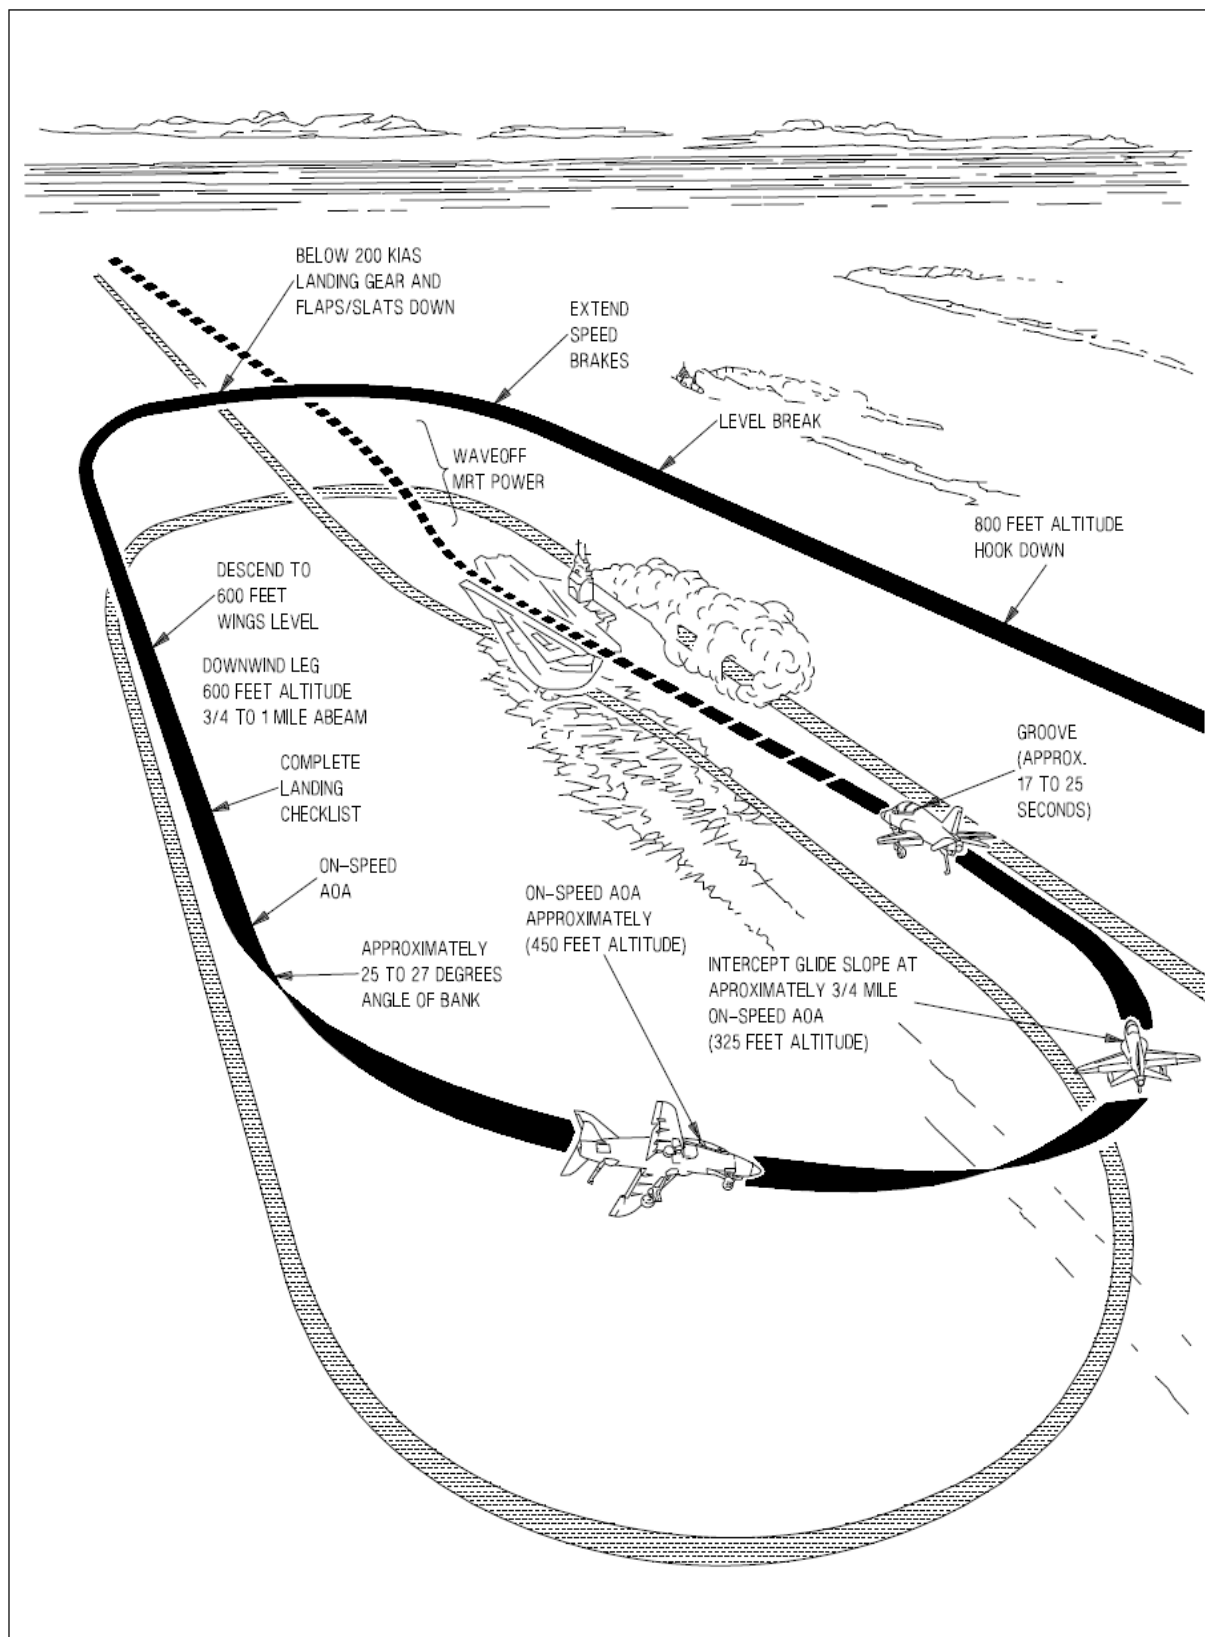 BELOW 200 KIAS
LANDING GEAR AND
FLAPS/SLATS DOWN
EXTEND
SPEED
BRAKES
LEVEL BREAK
WAVEOFF
MRT POWER
800 FEET ALTITUDE
HOOK DOWN
DESCEND TO
600 FEET
WINGS LEVEL
DOWNWIND LEG
600 FEET ALTITUDE
3/4 TO 1 MILE ABEAM
GROOVE
(APPROX.
17 TO 25
SECONDS)
COMPLETE
LANDING
CHECKLIST
ON-SPEED
AOA
ON-SPEED AOA
APPROXIMATELY
(450 FEET ALTITUDE)
APPROXIMATELY
25 TO 27 DEGREES
ANGLE OF BANK
INTERCEPT GLIDE SLOPE AT
APROXIMATELY 3/4 MILE
ON-SPEED AOA
(325 FEET ALTITUDE)